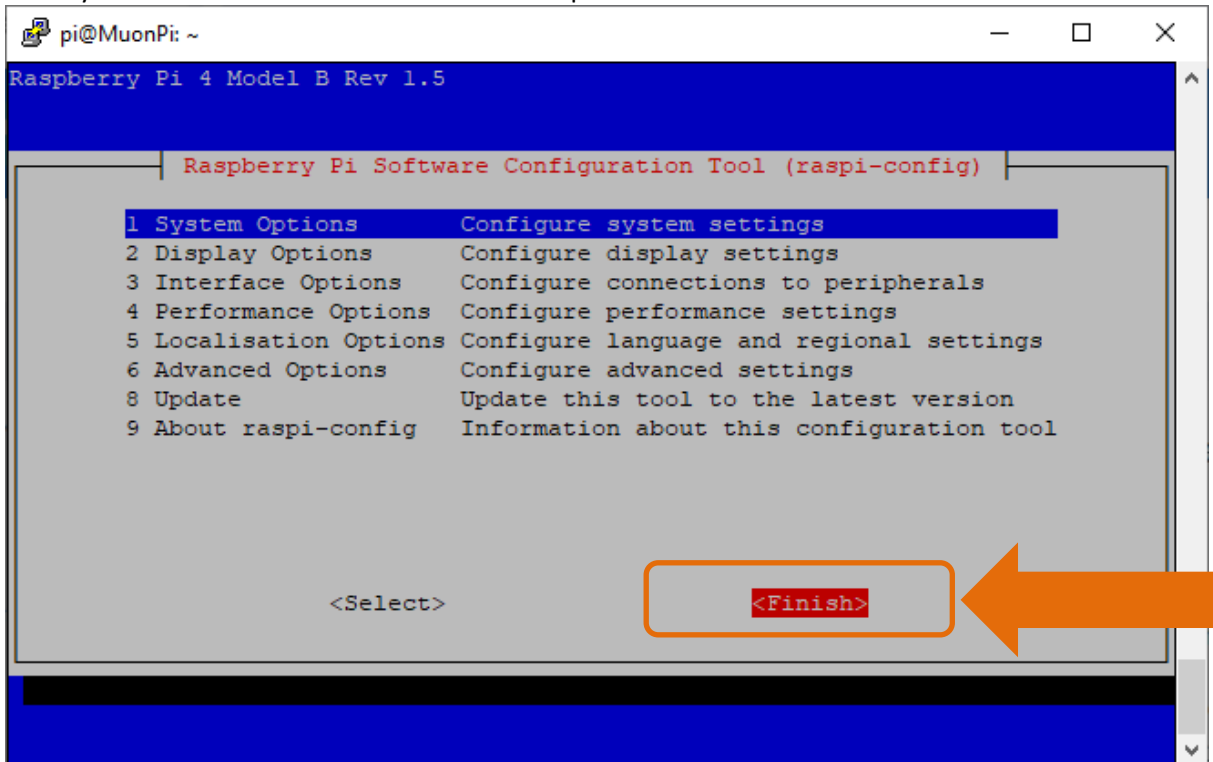 pi@MuonPi: ~
Raspberry Pi 4 Model B Rev 1.5
Raspberry Pi Software Configuration Tool (raspi-config)
1 System Options Configure system settings
2 Display Options Configure display settings
3 Interface Options Configure connections to peripherals
4 Performance Options Configure performance settings
5 Localisation Options Configure language and regional settings
6 Advanced Options Configure advanced settings
8 Update Update this tool to the latest version
9 About raspi-config Information about this configuration tool
<Select> <Finish>